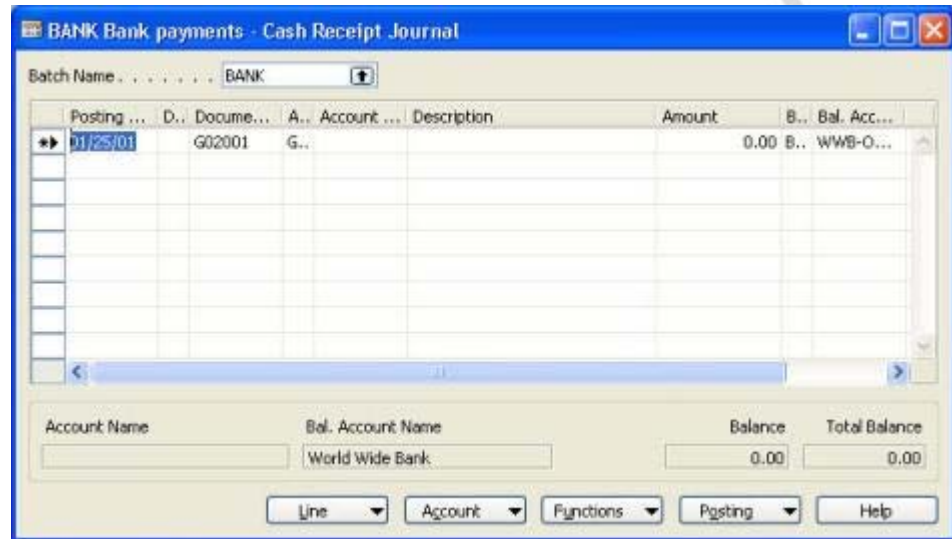 BANK Bank payments - Cash Receipt Journal
Batch Name . . . . . . . BANK
Posting ... D.. Docume... A.. Account ... Description Amount B.. Bal. Acc...
01/25/01 G02001 G.. 0.00 B.. WWB-O...
Account Name Bal. Account Name Balance Total Balance
World Wide Bank 0.00 0.00
Line Account Functions Posting Help